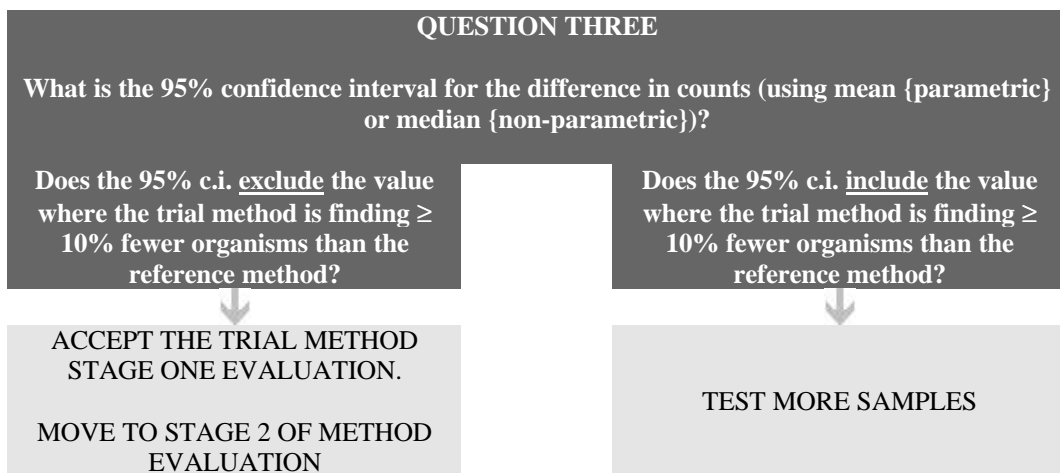 QUESTION THREE
What is the 95% confidence interval for the difference in counts (using mean {parametric}
or median {non-parametric})?
Does the 95% c.i. exclude the value
where the trial method is finding ≥
10% fewer organisms than the
reference method?
Does the 95% c.i. include the value
where the trial method is finding ≥
10% fewer organisms than the
reference method?
ACCEPT THE TRIAL METHOD
STAGE ONE EVALUATION.
MOVE TO STAGE 2 OF METHOD
EVALUATION
TEST MORE SAMPLES